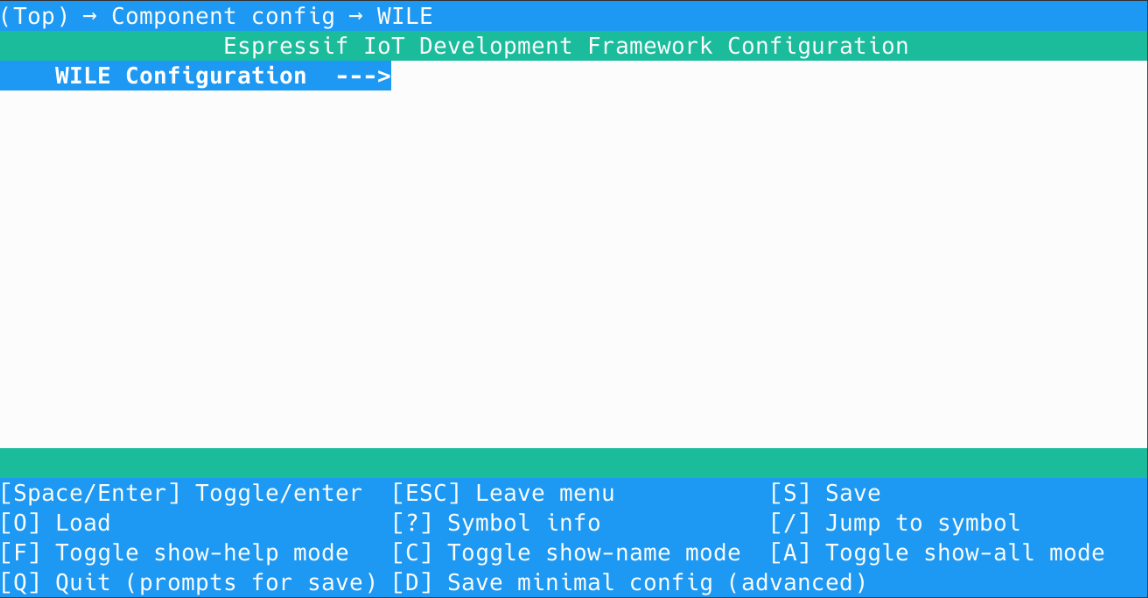 (Top) → Component config → WILE
Espressif IoT Development Framework Configuration
WILE Configuration  --->
[Space/Enter] Toggle/enter  [ESC] Leave menu           [S] Save
[O] Load                    [?] Symbol info            [/] Jump to symbol
[F] Toggle show-help mode   [C] Toggle show-name mode  [A] Toggle show-all mode
[Q] Quit (prompts for save) [D] Save minimal config (advanced)